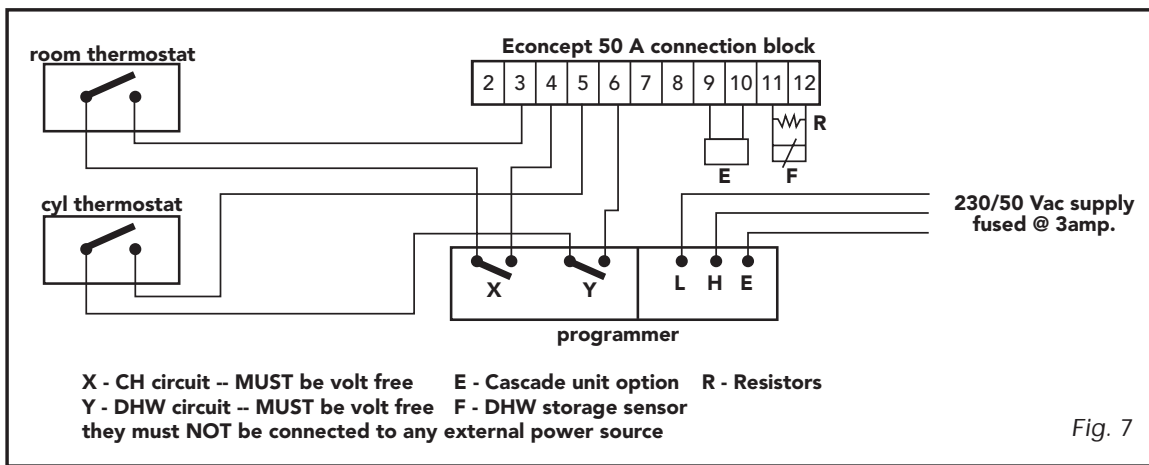 room thermostat
Econcept 50 A connection block
2 3 4 5 6 7 8 9 10 11 12
R
E
F
cyl thermostat
230/50 Vac supply
fused @ 3amp.
X
Y
L H E
programmer
X - CH circuit -- MUST be volt free E - Cascade unit option R - Resistors
Y - DHW circuit -- MUST be volt free F - DHW storage sensor
they must NOT be connected to any external power source
Fig. 7